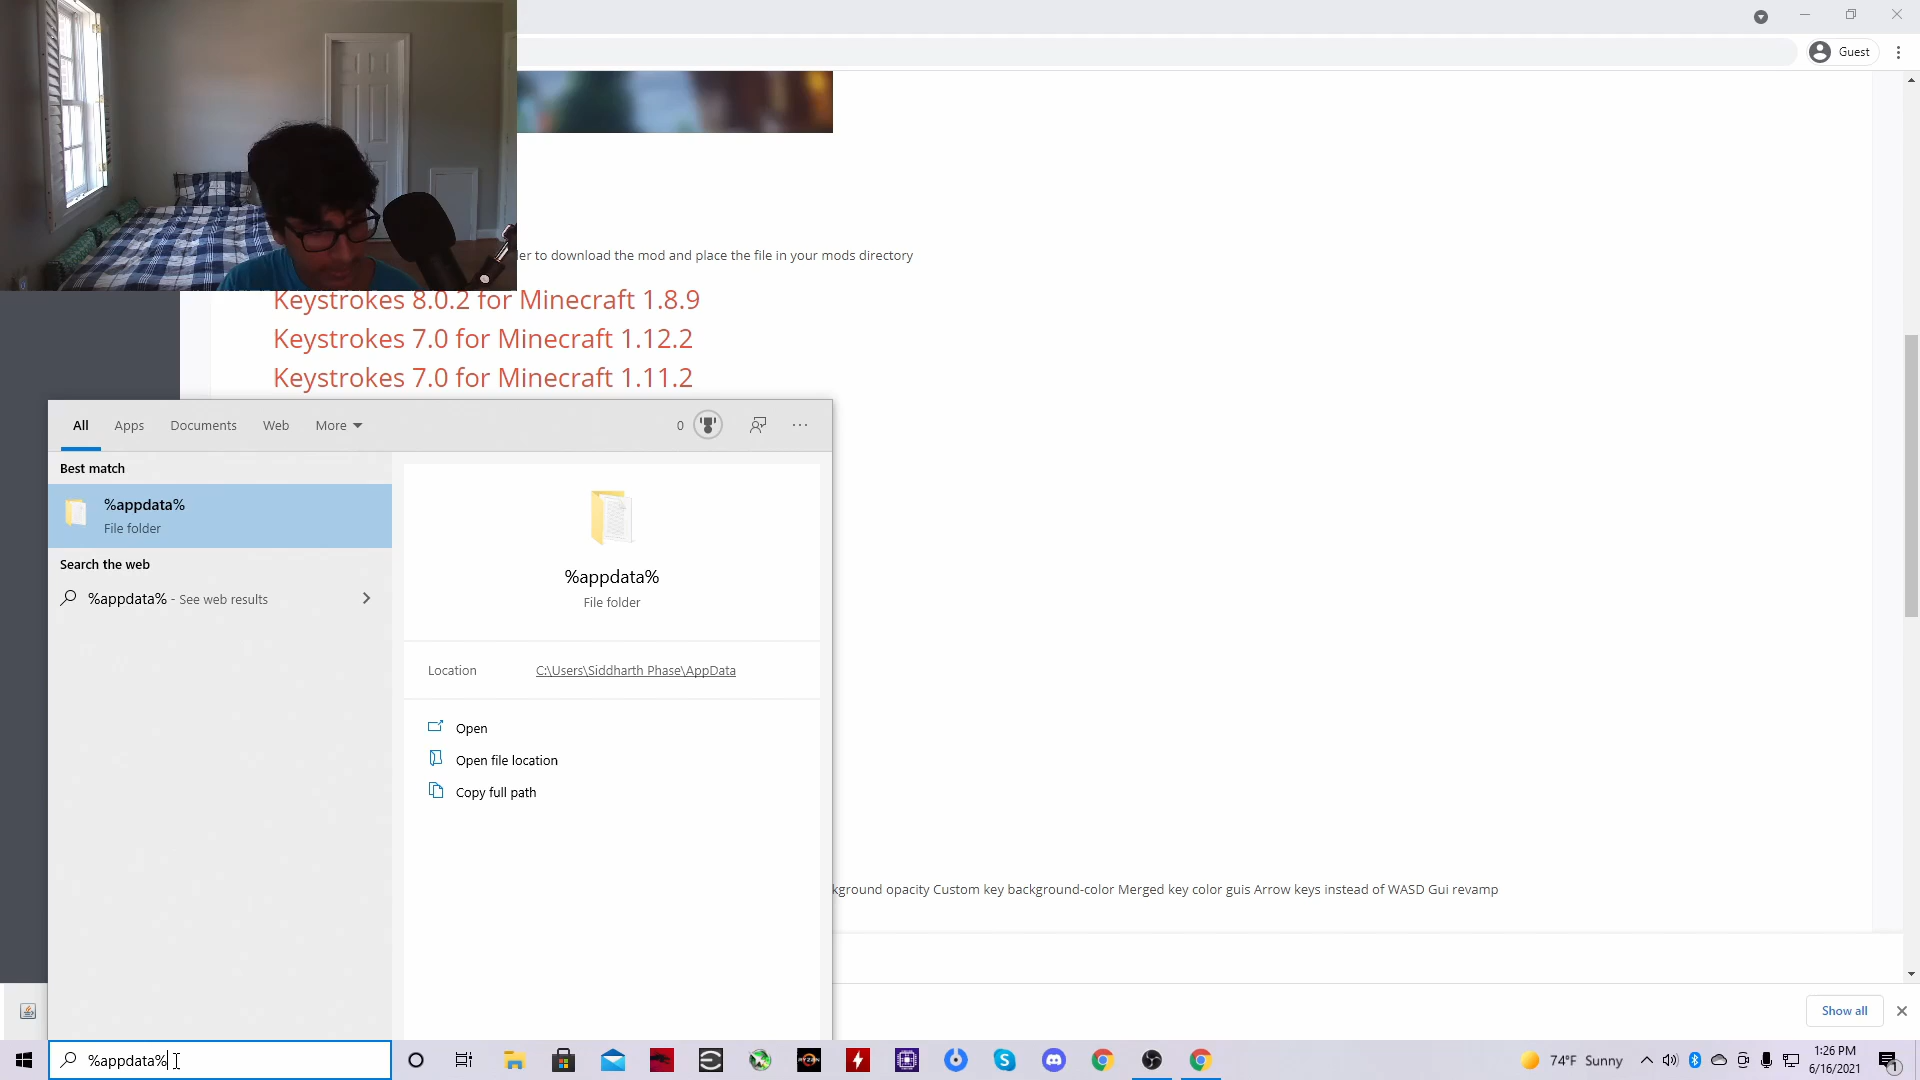 Guest
er to download the mod and place the file in your mods directory
Keystrokes 8.0.2 for Minecraft 1.8.9
Keystrokes 7.0 for Minecraft 1.12.2
Keystrokes 7.0 for Minecraft 1.11.2
All Apps Documents Web More 0 ...
Best match
%appdata%
File folder
Search the web
%appdata% - See web results
%appdata%
File folder
Location C:\Users\Siddharth Phase\AppData
Open
Open file location
Copy full path
kground opacity Custom key background-color Merged key color guis Arrow keys instead of WASD Gui revamp
Show all
%appdata%
RYZEN
74°F Sunny
1:26 PM
6/16/2021
1